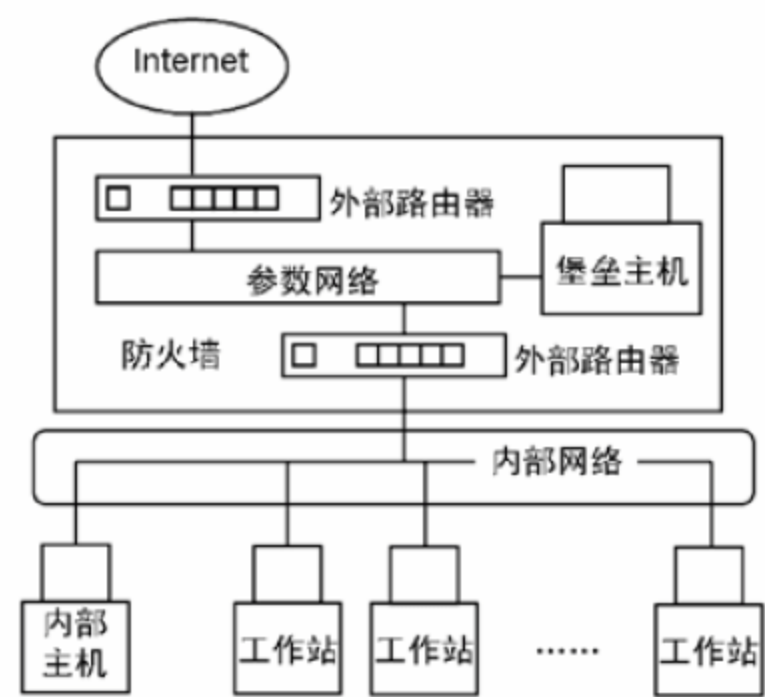 Internet
外部路由器
参数网络
堡垒主机
防火墙
外部路由器
内部网络
内部
主机
工作站
工作站
……
工作站